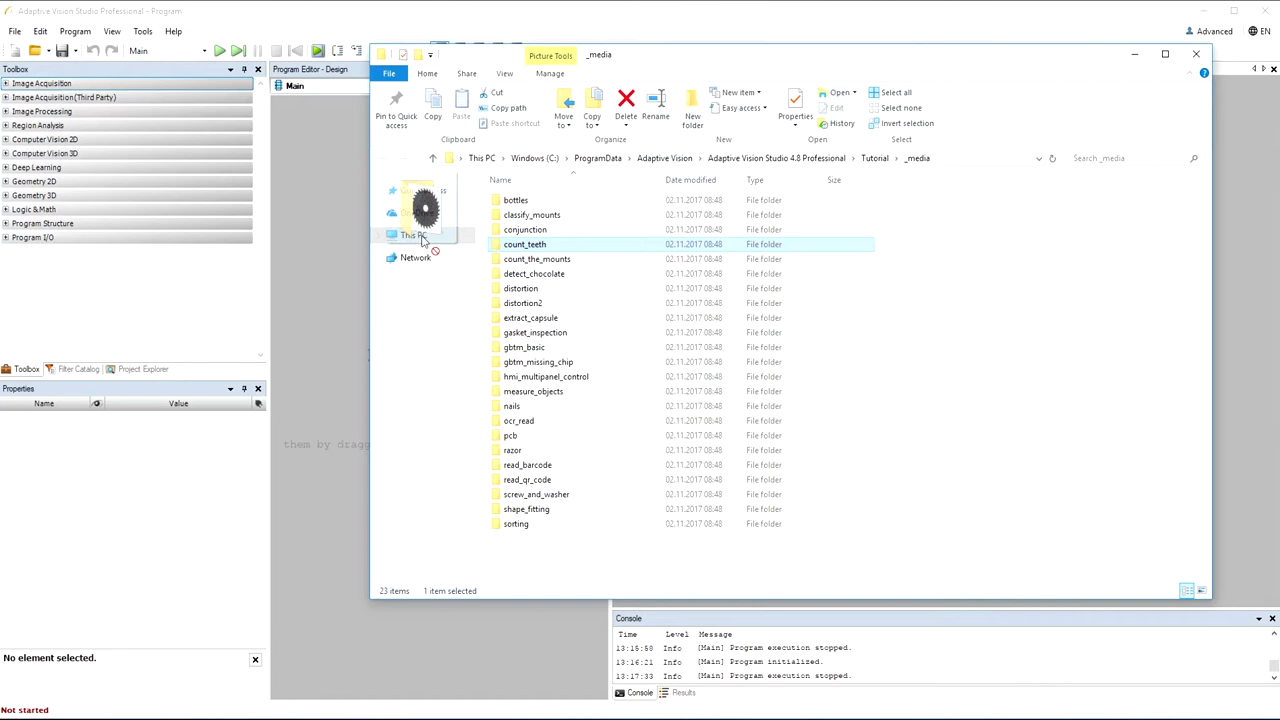 Adaptive Vision Studio Professional - Program
File Edit Program View Tools Help
Advanced EN
Main
Toolbox
Image Acquisition
Image Acquisition(Third Party)
Image Processing
Region Analysis
Computer Vision 2D
Computer Vision 3D
Deep Learning
Geometry 2D
Geometry 3D
Logic & Math
Program Structure
Program I/O
Toolbox Filter Catalog Project Explorer
Properties
Name Value
No element selected.
Not started
Program Editor - Design
Main
them by dragg
Picture Tools _media
File Home Share View Manage
Pin to Quick access
Copy
Paste
Cut
Copy path
Paste shortcut
Clipboard
Move to
Copy to
Delete
Rename
Organize
New folder
New item
Easy access
New
Properties
Open
Edit
History
Open
Select all
Select none
Invert selection
Select
This PC Windows (C:) ProgramData Adaptive Vision Adaptive Vision Studio 4.8 Professional Tutorial _media
Search _media
This PC
Network
Name Date modified Type Size
bottles 02.11.2017 08:48 File folder
classify_mounts 02.11.2017 08:48 File folder
conjunction 02.11.2017 08:48 File folder
count_teeth 02.11.2017 08:48 File folder
count_the_mounts 02.11.2017 08:48 File folder
detect_chocolate 02.11.2017 08:48 File folder
distortion 02.11.2017 08:48 File folder
distortion2 02.11.2017 08:48 File folder
extract_capsule 02.11.2017 08:48 File folder
gasket_inspection 02.11.2017 08:48 File folder
gbtm_basic 02.11.2017 08:48 File folder
gbtm_missing_chip 02.11.2017 08:48 File folder
hmi_multipanel_control 02.11.2017 08:48 File folder
measure_objects 02.11.2017 08:48 File folder
nails 02.11.2017 08:48 File folder
ocr_read 02.11.2017 08:48 File folder
pcb 02.11.2017 08:48 File folder
razor 02.11.2017 08:48 File folder
read_barcode 02.11.2017 08:48 File folder
read_qr_code 02.11.2017 08:48 File folder
screw_and_washer 02.11.2017 08:48 File folder
shape_fitting 02.11.2017 08:48 File folder
sorting 02.11.2017 08:48 File folder
23 items 1 item selected
Console
Time Level Message
13:15:58 Info [Main] Program execution stopped.
13:16:21 Info [Main] Program initialized.
13:17:33 Info [Main] Program execution stopped.
Console Results